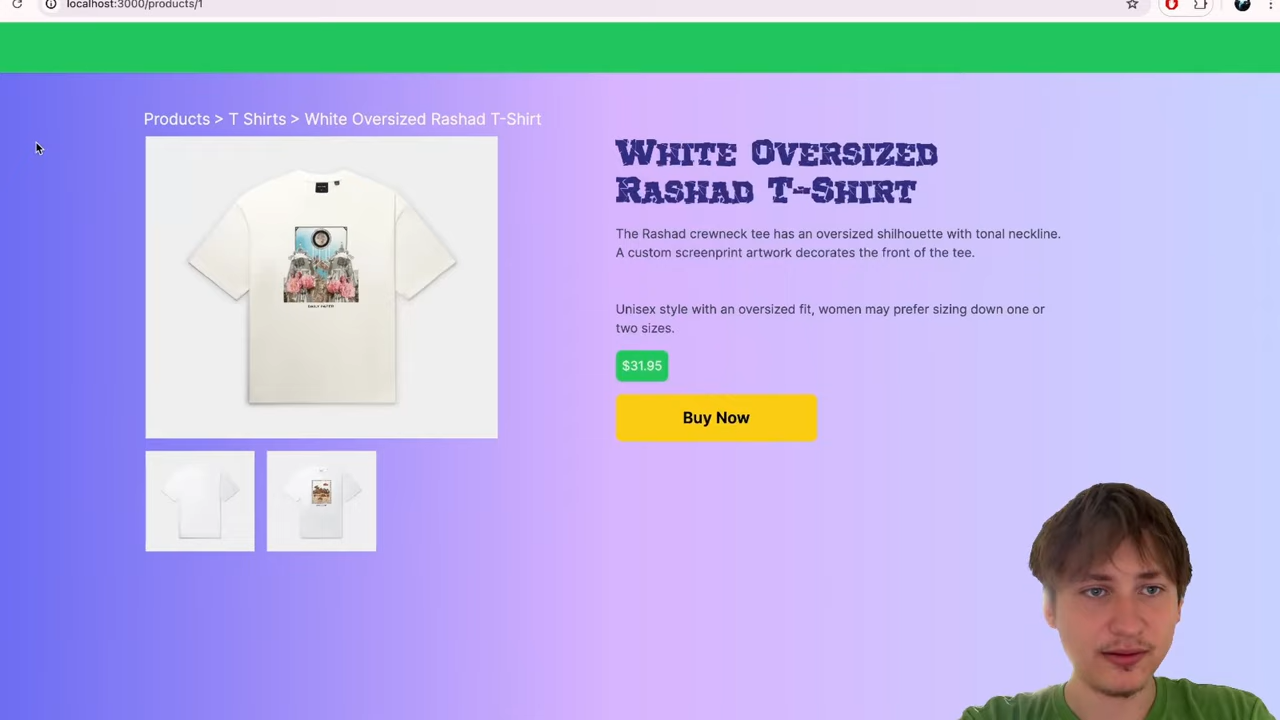 localhost:3000/products/1
Products > T Shirts > White Oversized Rashad T-Shirt
White Oversized
Rashad T-Shirt
The Rashad crewneck tee has an oversized shilhouette with tonal neckline.
A custom screenprint artwork decorates the front of the tee.
Unisex style with an oversized fit, women may prefer sizing down one or
two sizes.
$31.95
Buy Now
DAILY PAPER